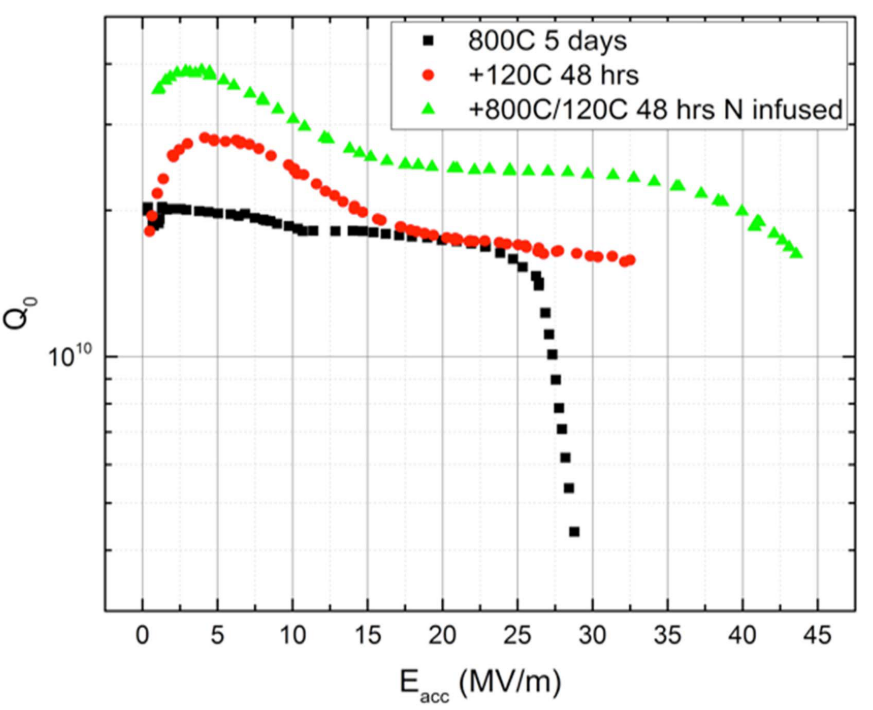 800C 5 days
+120C 48 hrs
+800C/120C 48 hrs N infused
Q0
10^10
0 5 10 15 20 25 30 35 40 45
Eacc (MV/m)